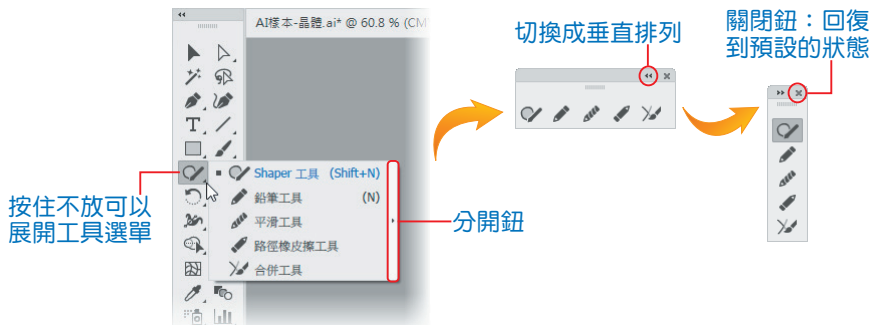 AI樣本-晶體.ai* @ 60.8 % (CM
切換成垂直排列
關閉鈕：回復
到預設的狀態
Shaper 工具 (Shift+N)
鉛筆工具 (N)
平滑工具
路徑橡皮擦工具
合併工具
按住不放可以
展開工具選單
分開鈕